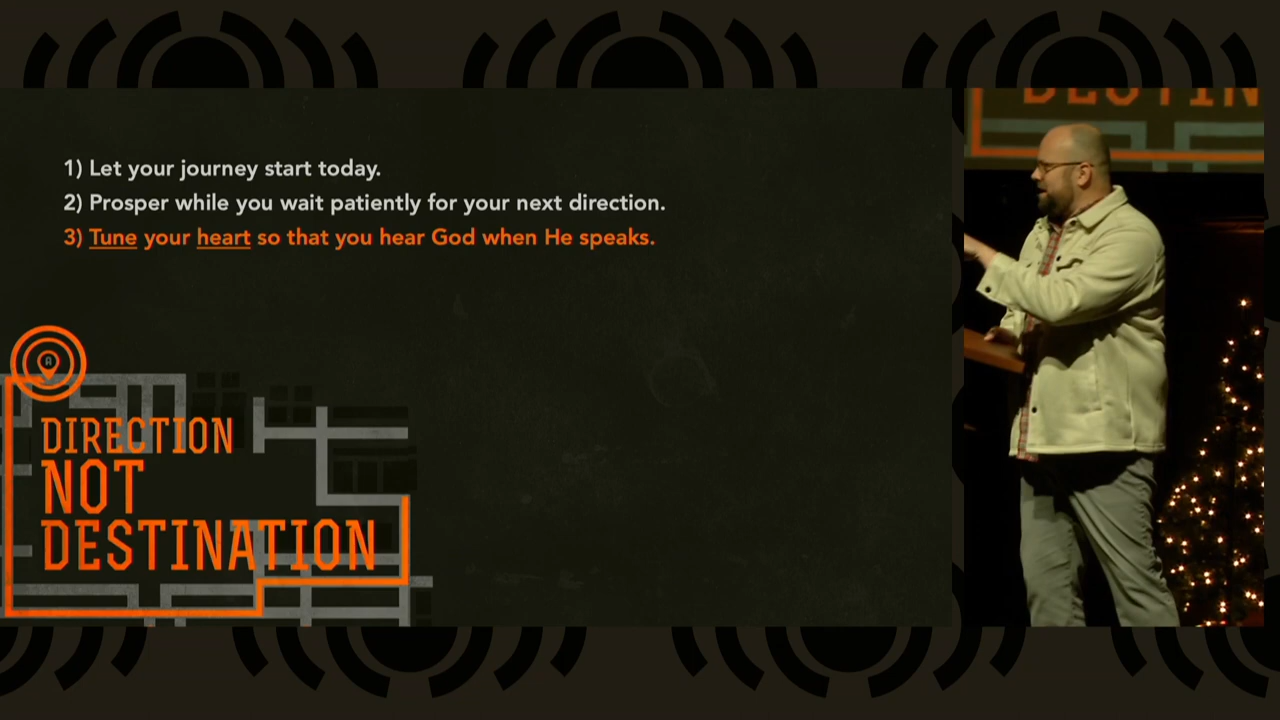 1) Let your journey start today.
2) Prosper while you wait patiently for your next direction.
3) Tune your heart so that you hear God when He speaks.
A
DIRECTION
NOT
DESTINATION
DESTIN